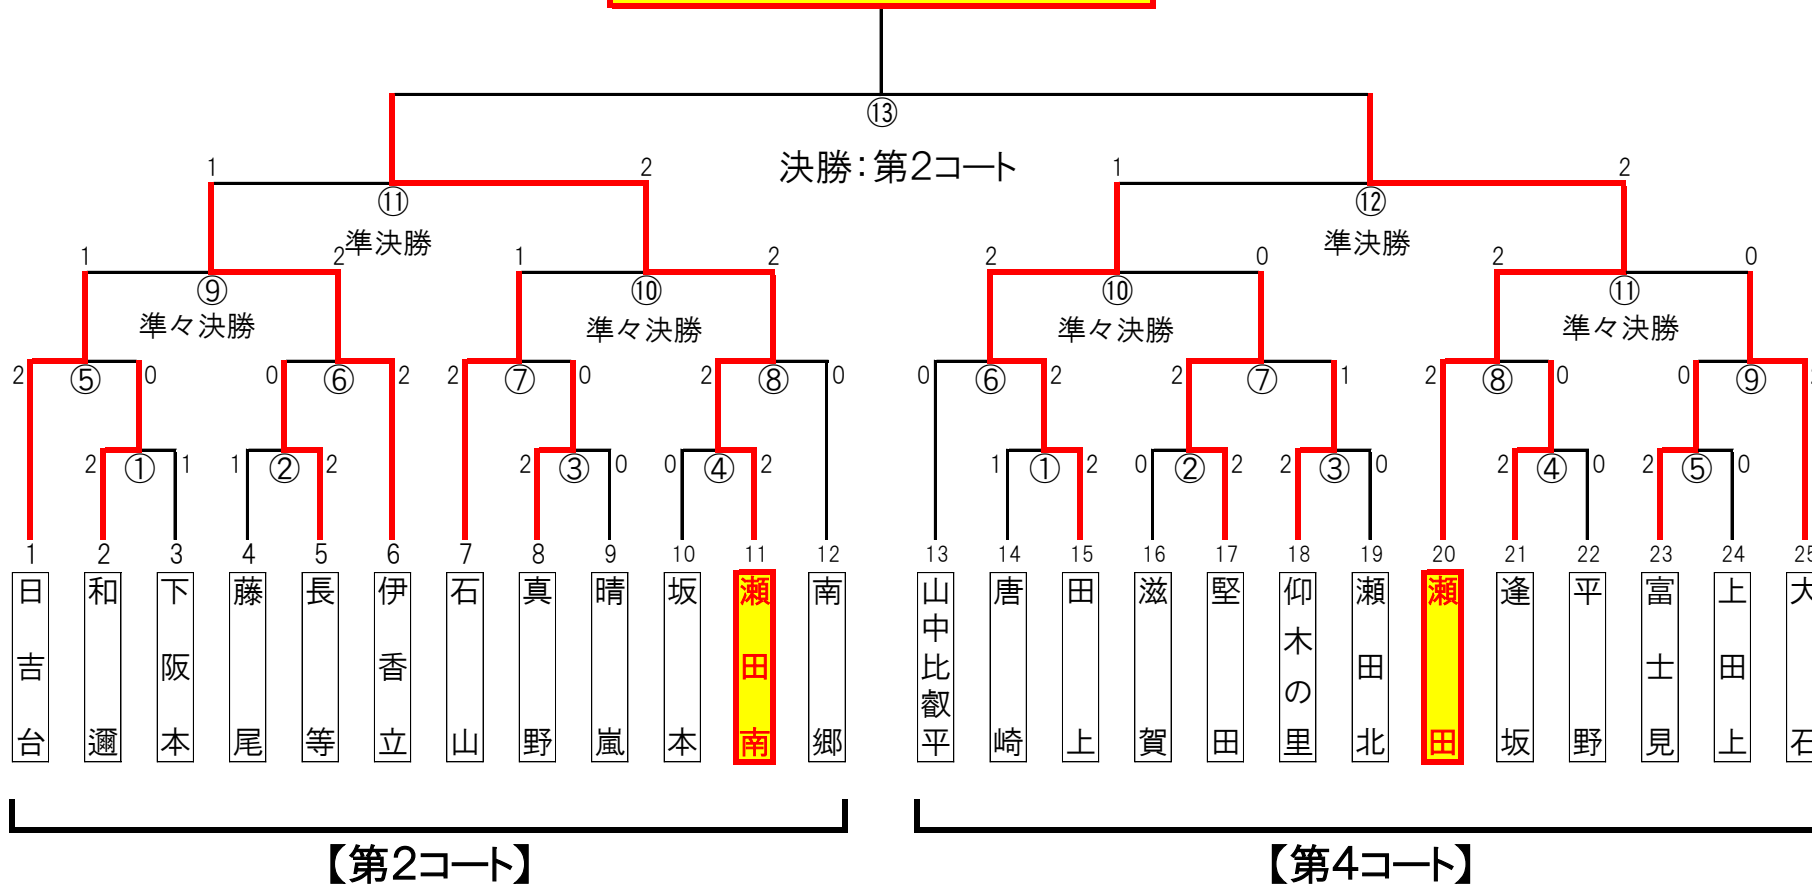 ⑬
決勝：第2コート
1 2 1 2
⑪ ⑫
準決勝 準決勝
1 2 1 2 2 0 2 0
⑨ ⑩ ⑩ ⑪
準々決勝 準々決勝 準々決勝 準々決勝
2 ⑤ 0 0 ⑥ 2 2 ⑦ 0 2 ⑧ 0 0 ⑥ 2 2 ⑦ 1 2 ⑧ 0 0 ⑨
2 ① 1 1 ② 2 2 ③ 0 0 ④ 2 1 ① 2 0 ② 2 2 ③ 0 2 ④ 0 2 ⑤ 0
1 2 3 4 5 6 7 8 9 10 11 12 13 14 15 16 17 18 19 20 21 22 23 24 25
日吉台
和邇
下阪本
藤尾
長等
伊香立
石山
真野
晴嵐
坂本
瀬田南
南郷
山中比叡平
唐崎
田上
滋賀
堅田
仰木の里
瀬田北
瀬田
逢坂
平野
富士見
上田上
大石
【第2コート】
【第4コート】